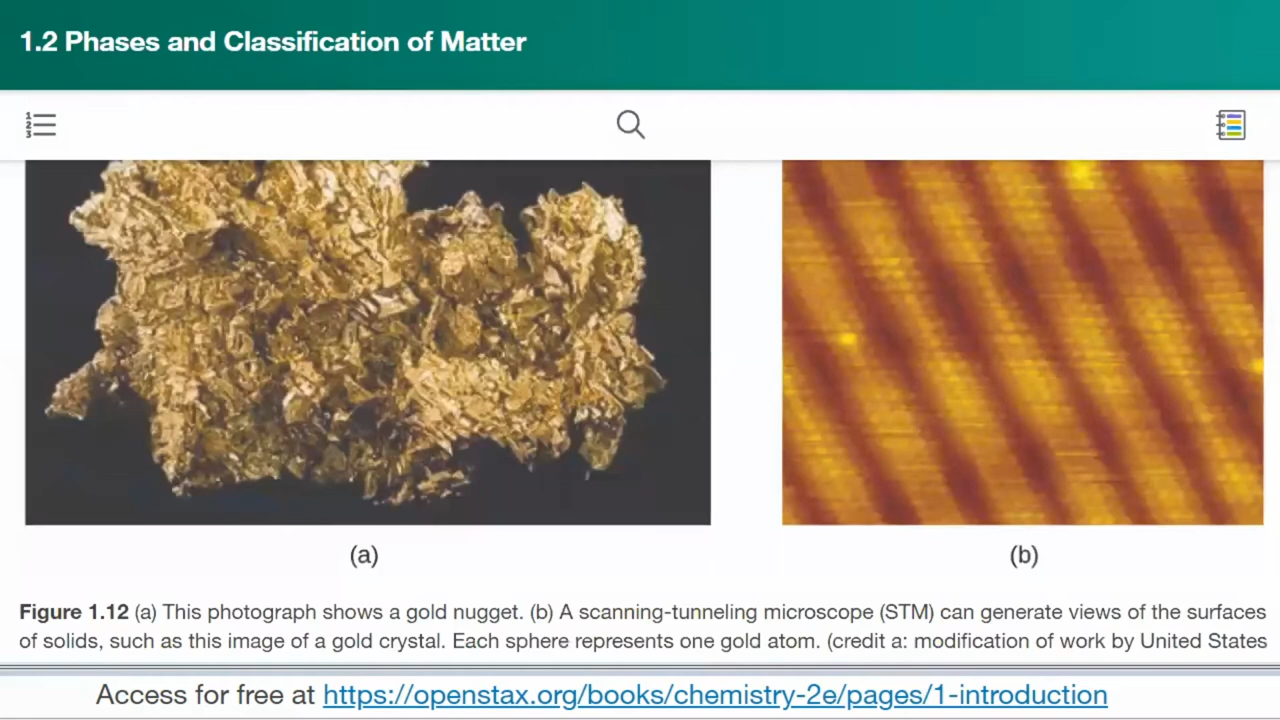 1.2 Phases and Classification of Matter
(a)
(b)
Figure 1.12 (a) This photograph shows a gold nugget. (b) A scanning-tunneling microscope (STM) can generate views of the surfaces
of solids, such as this image of a gold crystal. Each sphere represents one gold atom. (credit a: modification of work by United States
Access for free at https://openstax.org/books/chemistry-2e/pages/1-introduction